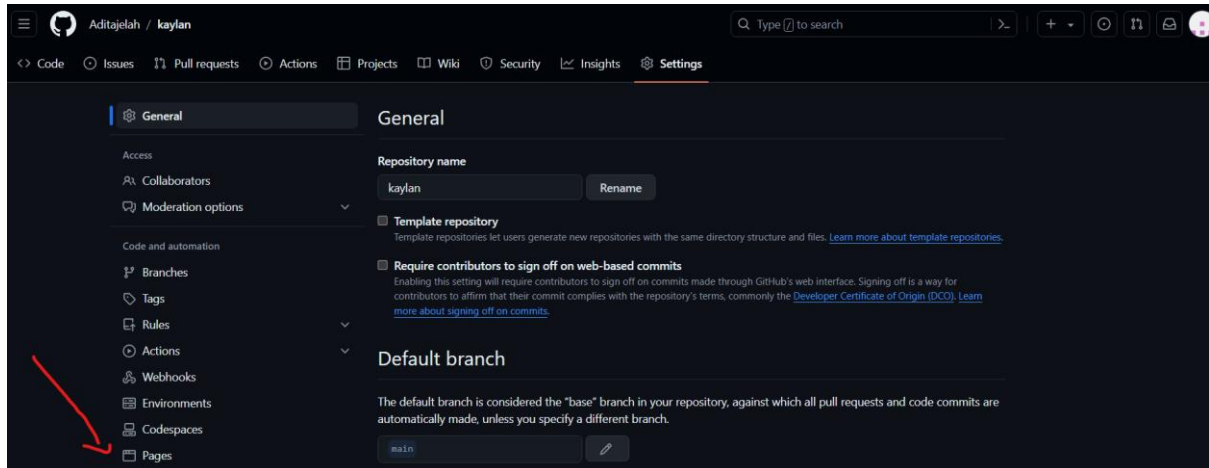 Aditajelah / kaylan
Type / to search
Code
Issues
Pull requests
Actions
Projects
Wiki
Security
Insights
Settings
General
Access
Collaborators
Moderation options
Code and automation
Branches
Tags
Rules
Actions
Webhooks
Environments
Codespaces
Pages
General
Repository name
kaylan
Rename
Template repository
Template repositories let users generate new repositories with the same directory structure and files. Learn more about template repositories.
Require contributors to sign off on web-based commits
Enabling this setting will require contributors to sign off on commits made through GitHub's web interface. Signing off is a way for
contributors to affirm that their commit complies with the repository's terms, commonly the Developer Certificate of Origin (DCO). Learn
more about signing off on commits.
Default branch
The default branch is considered the "base" branch in your repository, against which all pull requests and code commits are
automatically made, unless you specify a different branch.
main